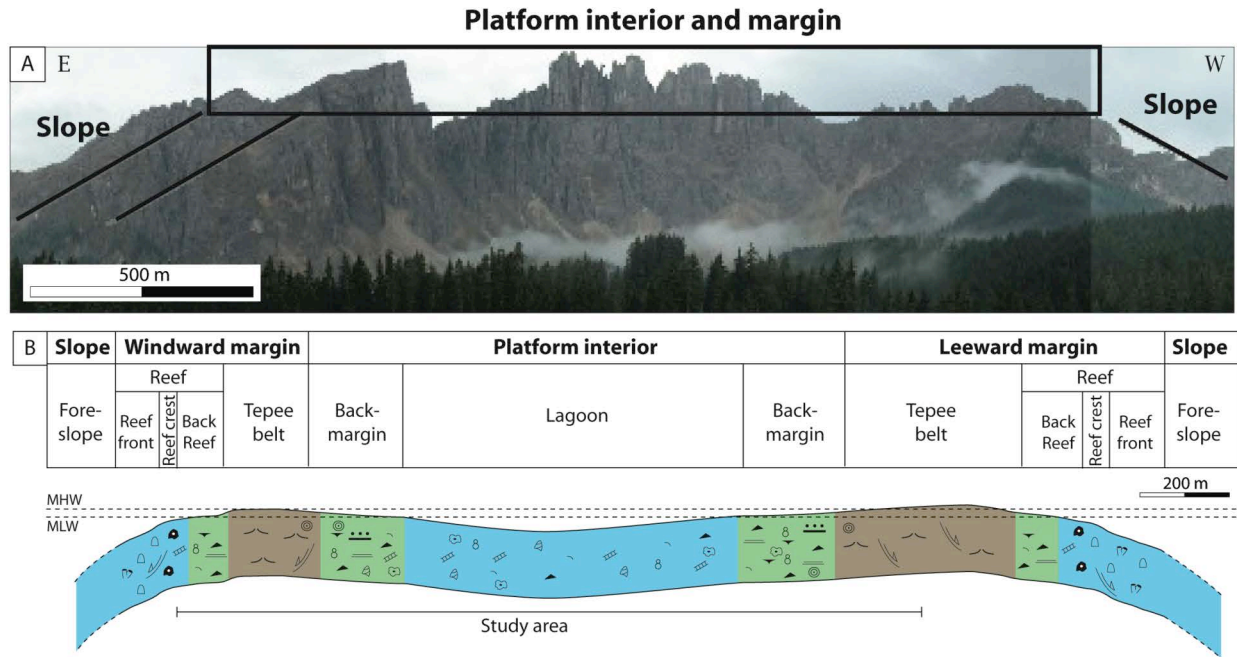 Platform interior and margin
A E W
Slope Slope
500 m
B Slope Windward margin Platform interior Leeward margin Slope
Reef Reef
Fore-slope Reef front Reef crest Back Reef Tepee belt Back-margin Lagoon Back-margin Tepee belt Back Reef Reef crest Reef front Fore-slope
200 m
MHW
MLW
Study area